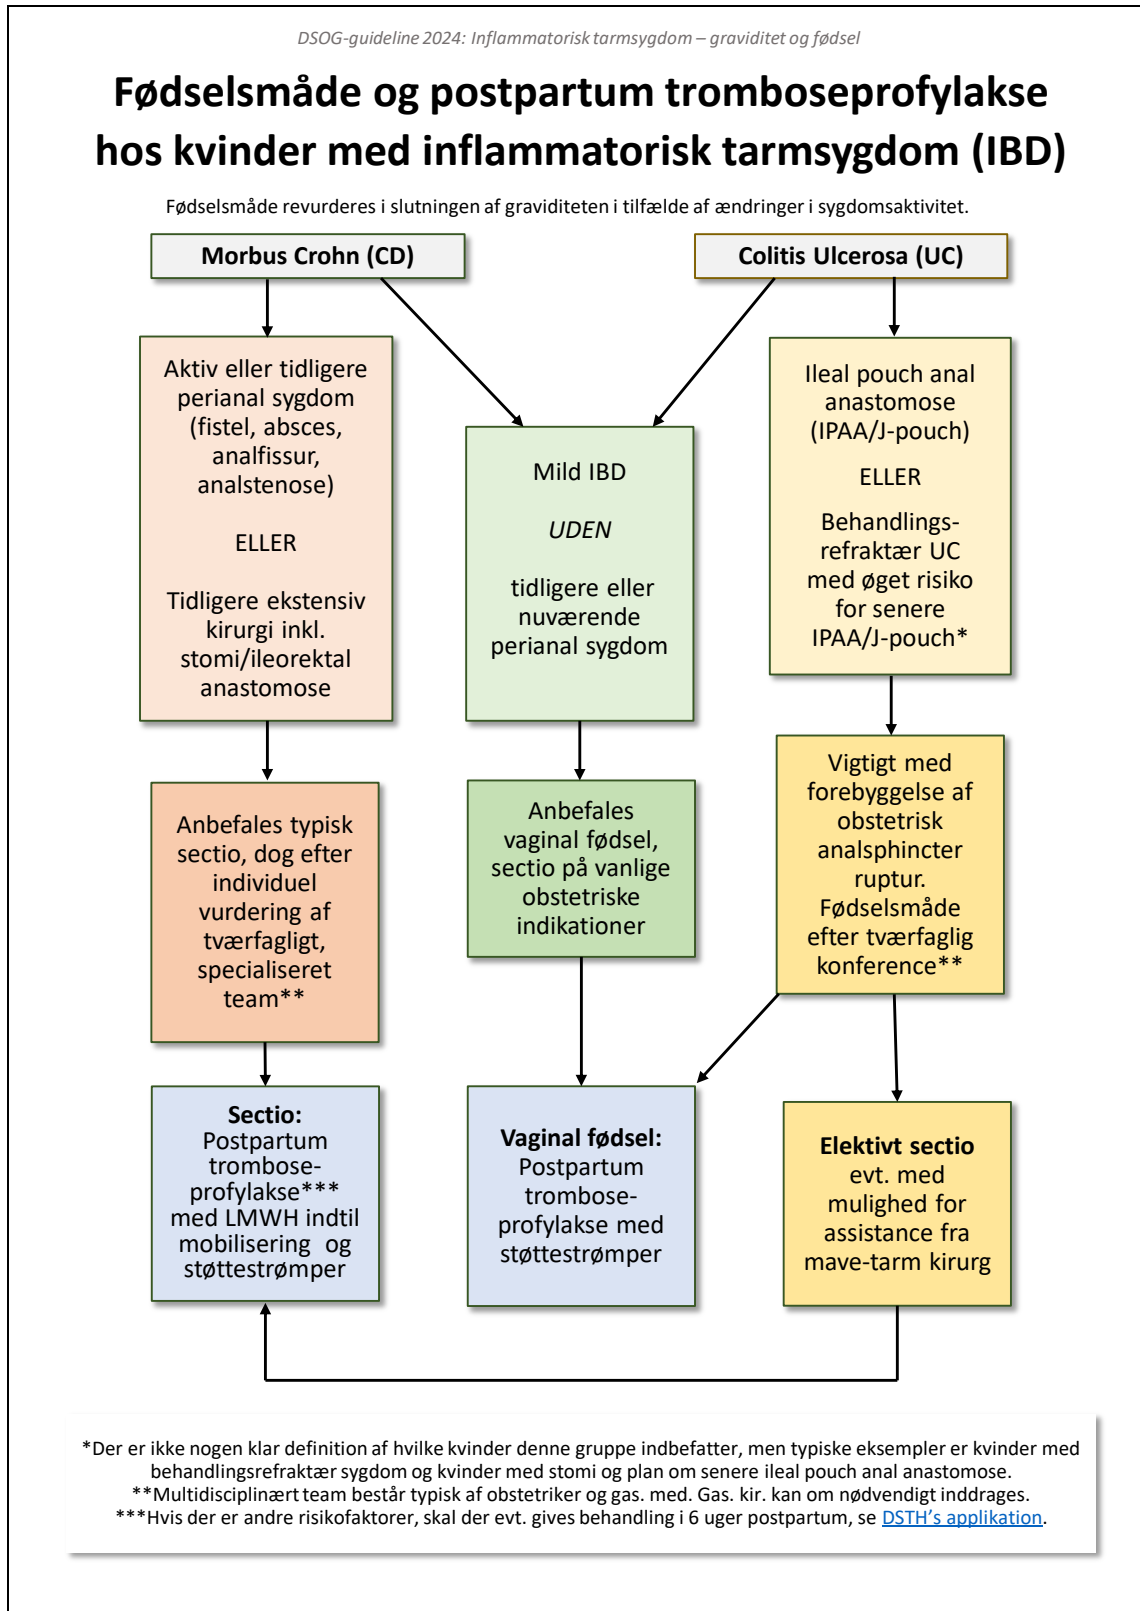 DSOG-guideline 2024: Inflammatorisk tarmsygdom – graviditet og fødsel
Fødselsmåde og postpartum tromboseprofylakse
hos kvinder med inflammatorisk tarmsygdom (IBD)
Fødselsmåde revurderes i slutningen af graviditeten i tilfælde af ændringer i sygdomsaktivitet.
Morbus Crohn (CD)
Colitis Ulcerosa (UC)
Aktiv eller tidligere
perianal sygdom
(fistel, absces,
analfissur,
analstenose)
ELLER
Tidligere ekstensiv
kirurgi inkl.
stomi/ileorektal
anastomose
Mild IBD
UDEN
tidligere eller
nuværende
perianal sygdom
Ileal pouch anal
anastomose
(IPAA/J-pouch)
ELLER
Behandlings-
refraktær UC
med øget risiko
for senere
IPAA/J-pouch*
Anbefales typisk
sectio, dog efter
individuel
vurdering af
tværfagligt,
specialiseret
team**
Anbefales
vaginal fødsel,
sectio på vanlige
obstetriske
indikationer
Vigtigt med
forebyggelse af
obstetrisk
analsphincter
ruptur.
Fødselsmåde
efter tværfaglig
konference**
Sectio:
Postpartum
trombose-
profylakse***
med LMWH indtil
mobilisering og
støttestrømper
Vaginal fødsel:
Postpartum
trombose-
profylakse med
støttestrømper
Elektivt sectio
evt. med
mulighed for
assistance fra
mave-tarm kirurg
*Der er ikke nogen klar definition af hvilke kvinder denne gruppe indbefatter, men typiske eksempler er kvinder med
behandlingsrefraktær sygdom og kvinder med stomi og plan om senere ileal pouch anal anastomose.
**Multidisciplinært team består typisk af obstetriker og gas. med. Gas. kir. kan om nødvendigt inddrages.
***Hvis der er andre risikofaktorer, skal der evt. gives behandling i 6 uger postpartum, se DSTH's applikation.